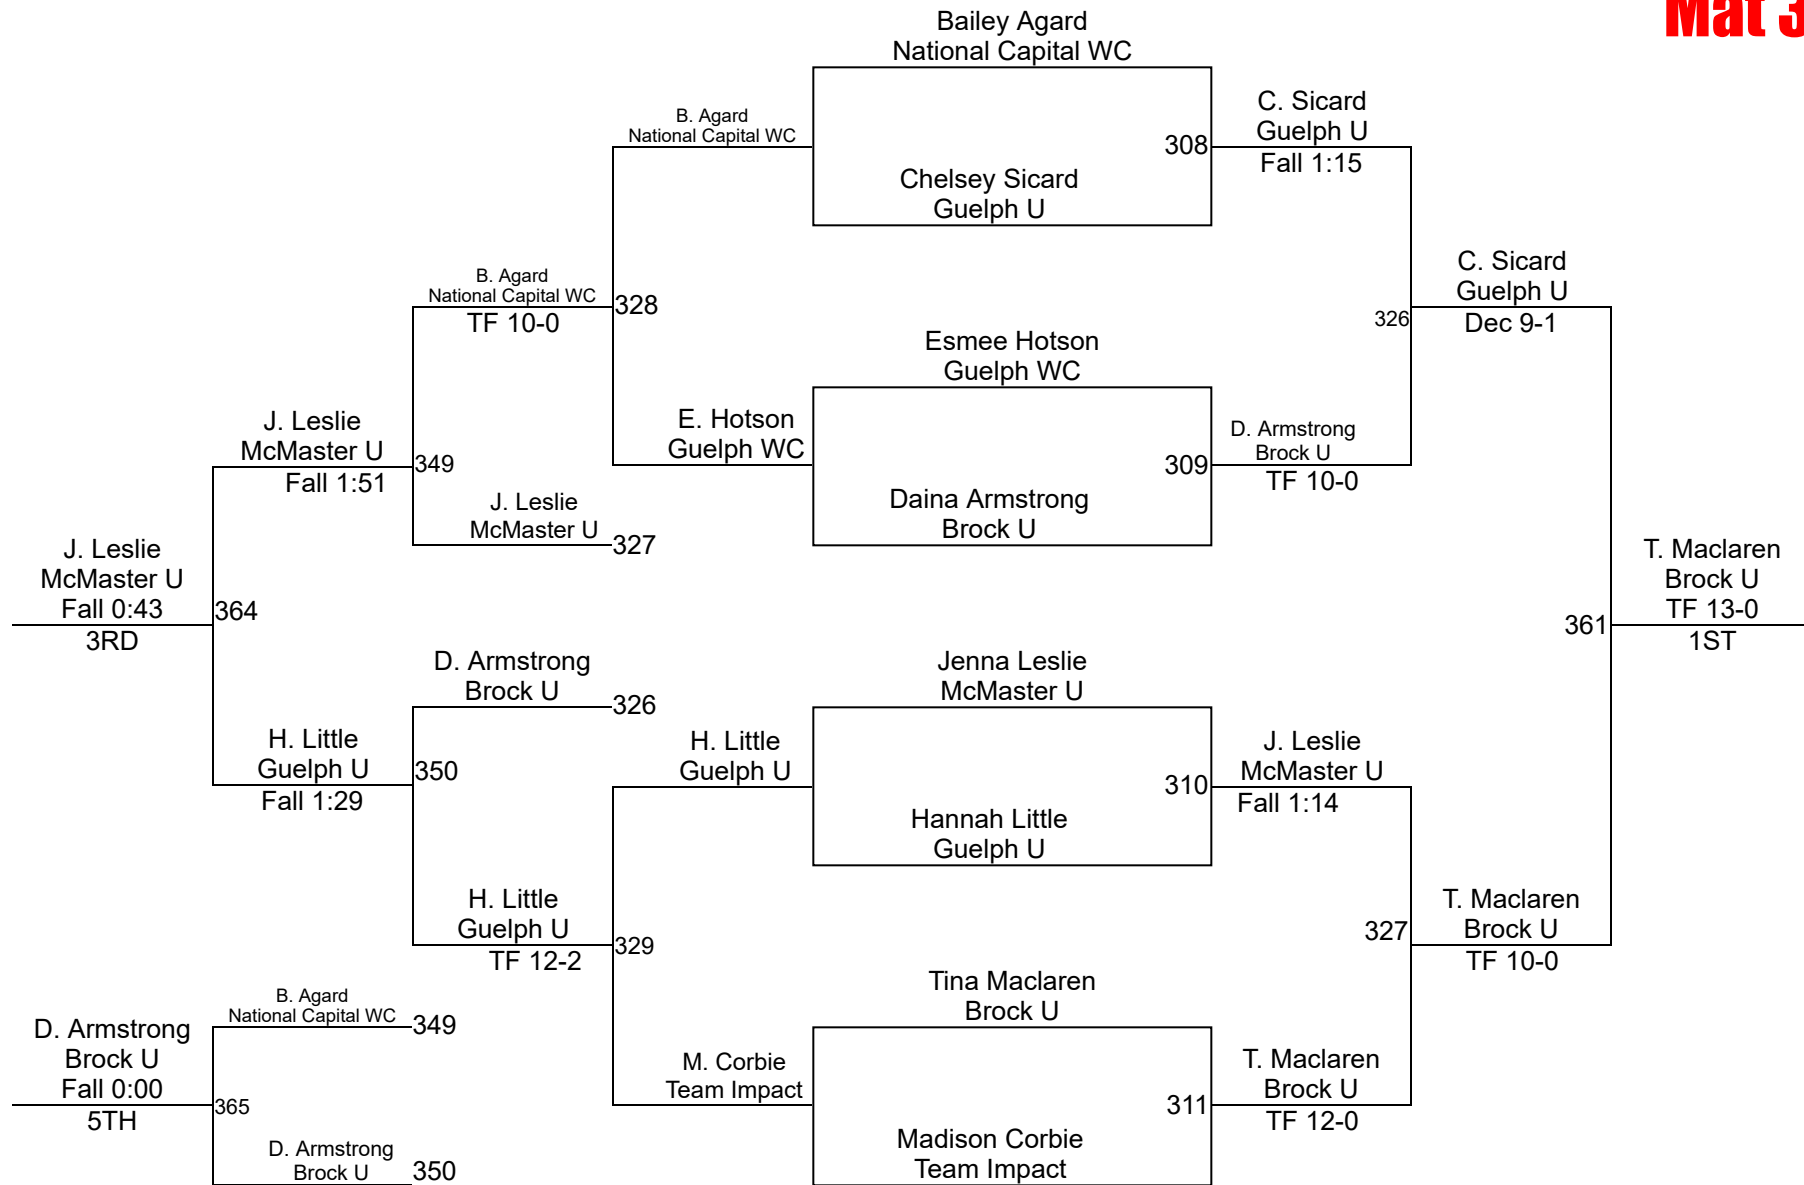 Mat 3
Bailey Agard
National Capital WC
B. Agard
National Capital WC
308
C. Sicard
Guelph U
Fall 1:15
Chelsey Sicard
Guelph U
B. Agard
National Capital WC
TF 10-0
328
326
C. Sicard
Guelph U
Dec 9-1
Esmee Hotson
Guelph WC
J. Leslie
McMaster U
Fall 1:51
349
E. Hotson
Guelph WC
309
D. Armstrong
Brock U
TF 10-0
Daina Armstrong
Brock U
J. Leslie
McMaster U
327
J. Leslie
McMaster U
Fall 0:43
3RD
364
361
T. Maclaren
Brock U
TF 13-0
1ST
D. Armstrong
Brock U
326
Jenna Leslie
McMaster U
H. Little
Guelph U
Fall 1:29
350
H. Little
Guelph U
310
J. Leslie
McMaster U
Fall 1:14
Hannah Little
Guelph U
H. Little
Guelph U
TF 12-2
329
327
T. Maclaren
Brock U
TF 10-0
Tina Maclaren
Brock U
B. Agard
National Capital WC
349
D. Armstrong
Brock U
Fall 0:00
5TH
365
M. Corbie
Team Impact
311
T. Maclaren
Brock U
TF 12-0
Madison Corbie
Team Impact
D. Armstrong
Brock U
350